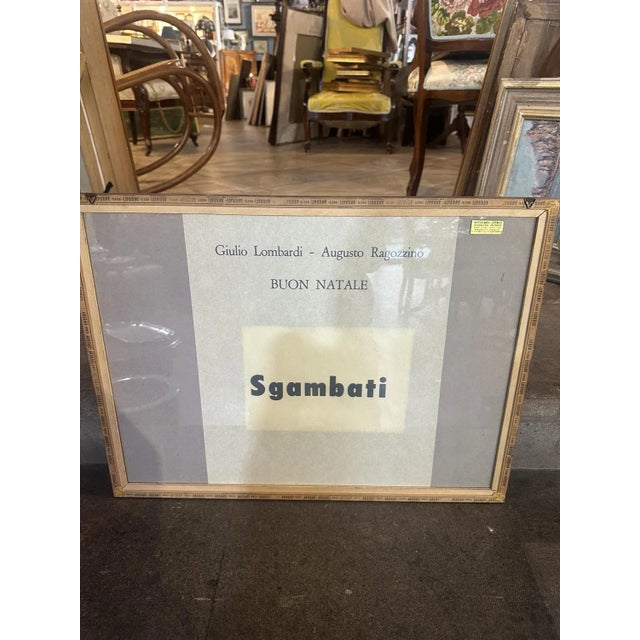 Giulio Lombardi - Augusto Ragozzino
BUON NATALE
Sgambati